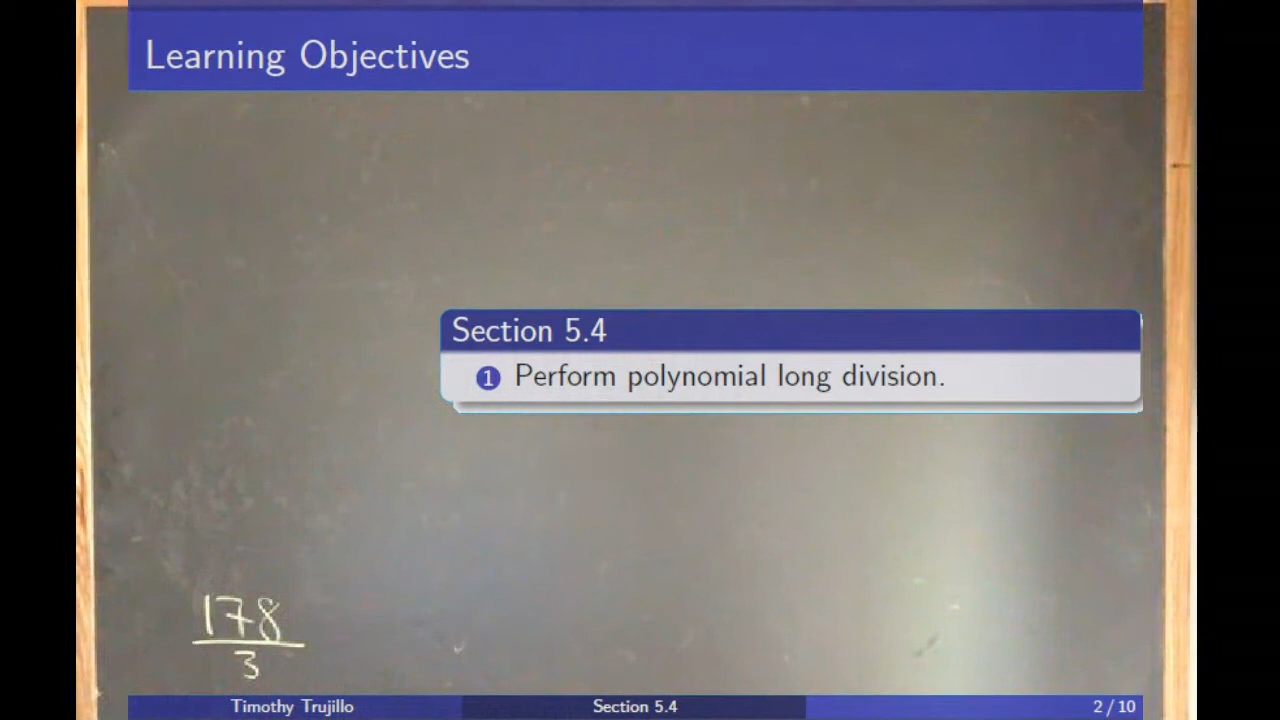 Learning Objectives
Section 5.4
1 Perform polynomial long division.
178
3
Timothy Trujillo
Section 5.4
2 / 10